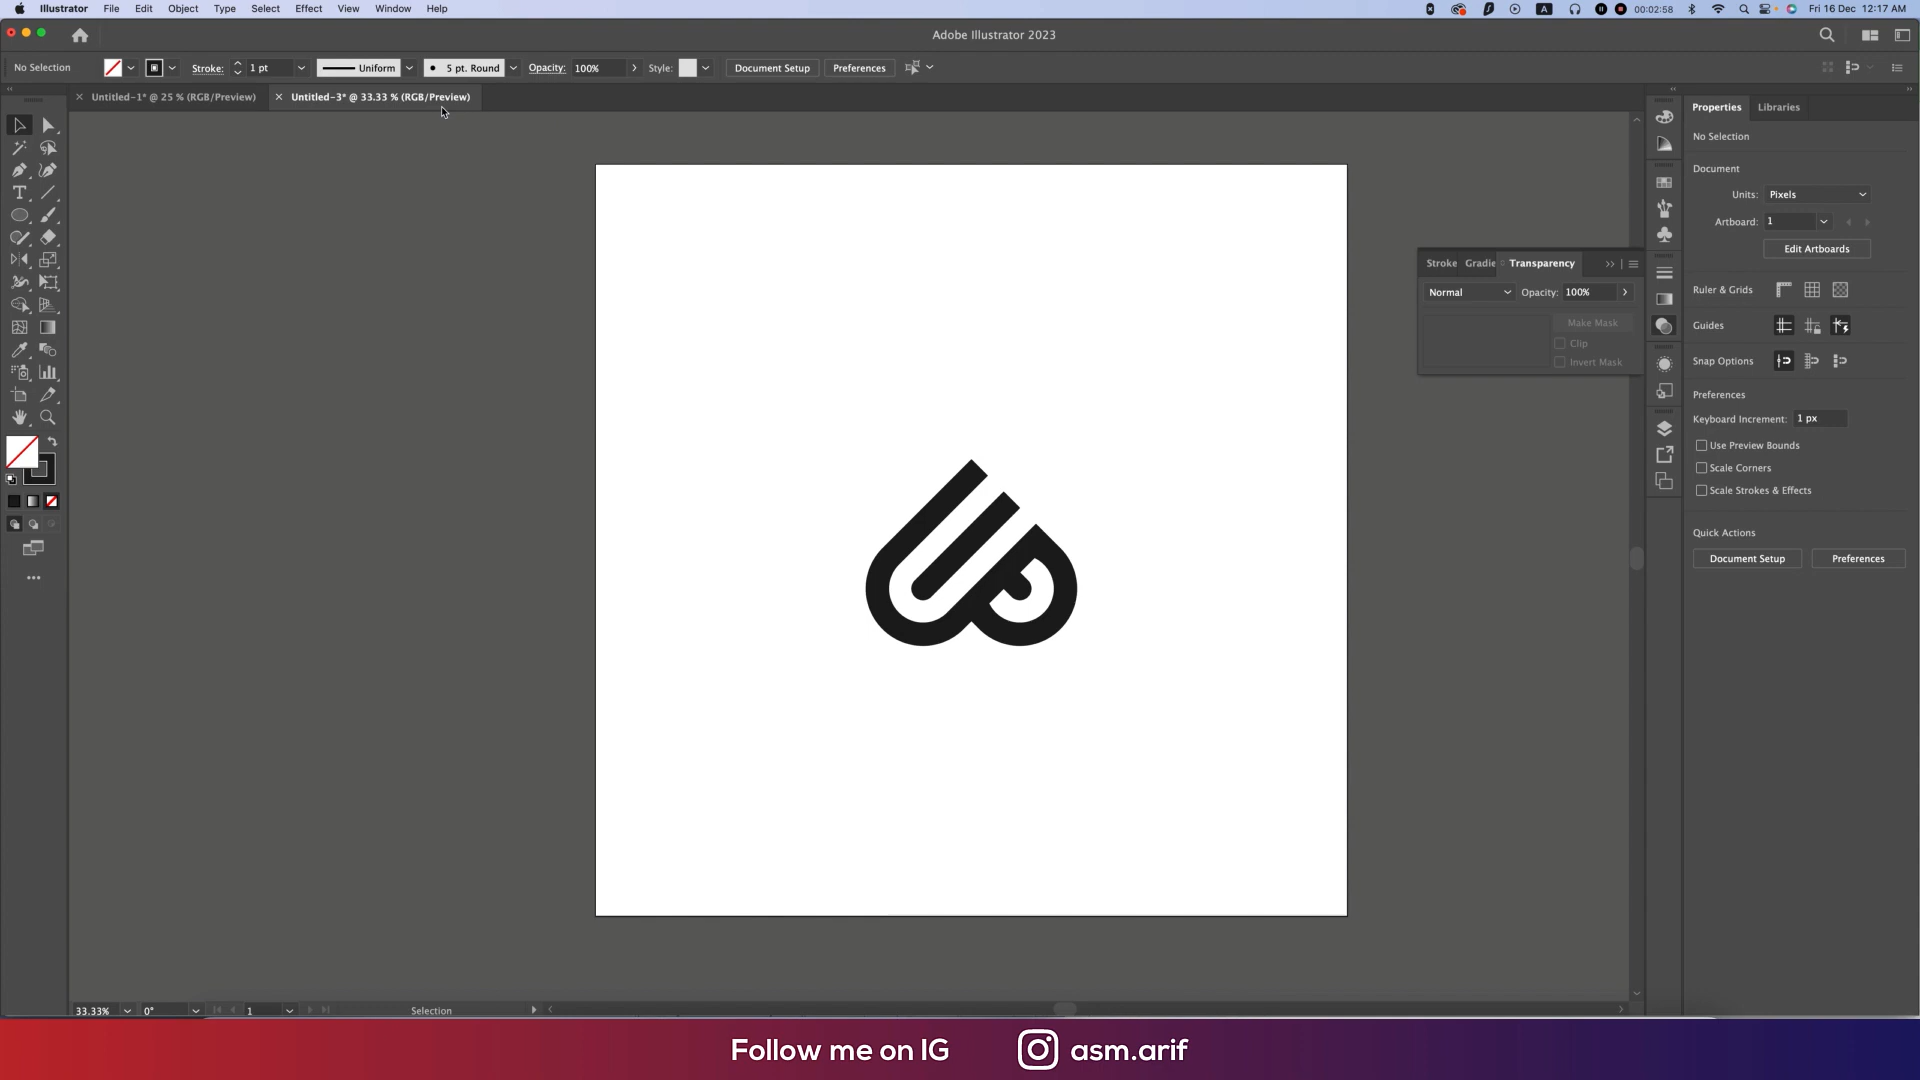 Illustrator File Edit Object Type Select Effect View Window Help
A 00:02:58 Fri 16 Dec 12:17 AM
Adobe Illustrator 2023
No Selection Stroke: 1 pt Uniform 5 pt. Round Opacity: 100% Style: Document Setup Preferences
Untitled-1* @ 25 % (RGB/Preview) Untitled-3* @ 33.33 % (RGB/Preview)
Properties Libraries
No Selection
Document
Units: Pixels
Artboard: 1
Edit Artboards
Stroke Gradie Transparency
Normal Opacity: 100%
Make Mask
Clip
Invert Mask
Ruler & Grids
Guides
Snap Options
Preferences
Keyboard Increment: 1 px
Use Preview Bounds
Scale Corners
Scale Strokes & Effects
Quick Actions
Document Setup Preferences
33.33% 0° 1 Selection
Follow me on IG asm.arif